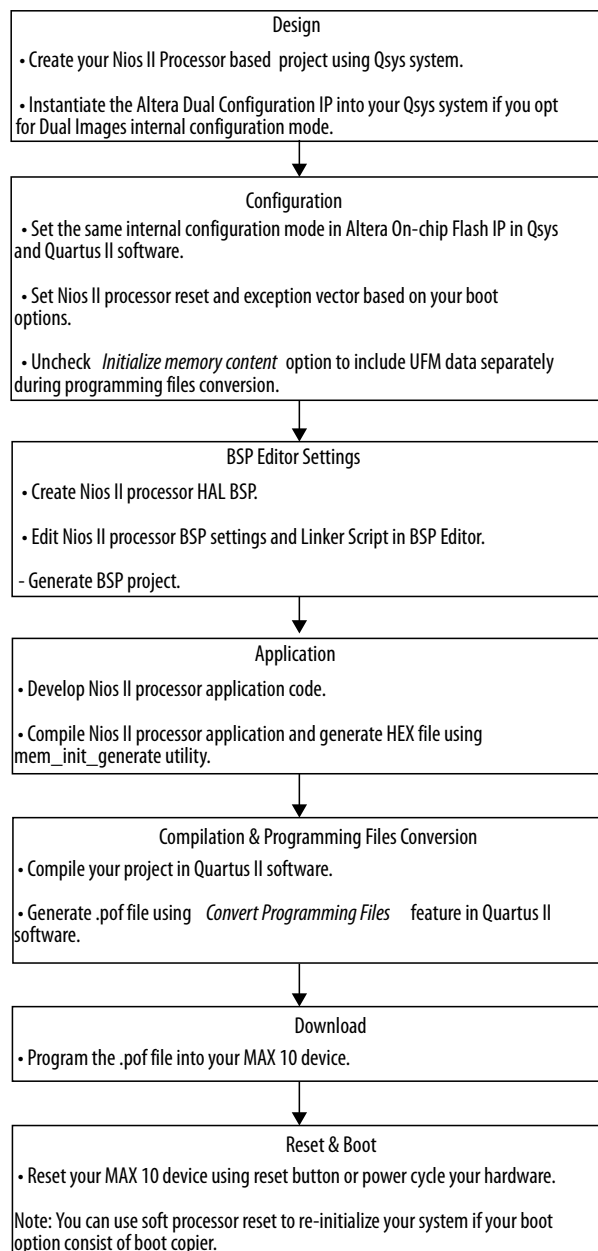 Design
• Create your Nios II Processor based project using Qsys system.
• Instantiate the Altera Dual Configuration IP into your Qsys system if you opt
for Dual Images internal configuration mode.
Configuration
• Set the same internal configuration mode in Altera On-chip Flash IP in Qsys
and Quartus II software.
• Set Nios II processor reset and exception vector based on your boot
options.
• Uncheck Initialize memory content option to include UFM data separately
during programming files conversion.
BSP Editor Settings
• Create Nios II processor HAL BSP.
• Edit Nios II processor BSP settings and Linker Script in BSP Editor.
- Generate BSP project.
Application
• Develop Nios II processor application code.
• Compile Nios II processor application and generate HEX file using
mem_init_generate utility.
Compilation & Programming Files Conversion
• Compile your project in Quartus II software.
• Generate .pof file using Convert Programming Files feature in Quartus II
software.
Download
• Program the .pof file into your MAX 10 device.
Reset & Boot
• Reset your MAX 10 device using reset button or power cycle your hardware.
Note: You can use soft processor reset to re-initialize your system if your boot
option consist of boot copier.